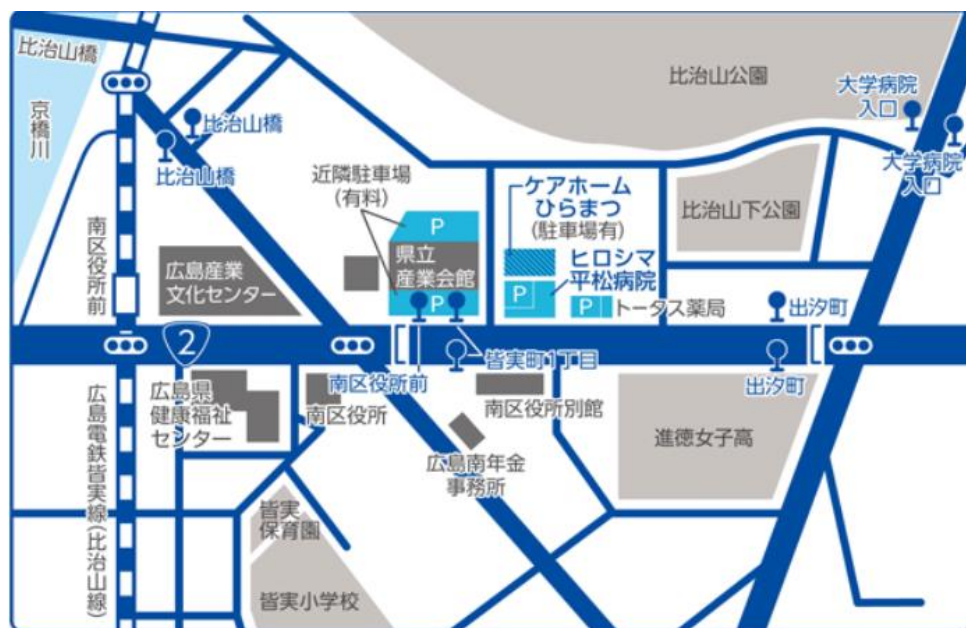 比治山橋
京橋川
比治山橋
比治山橋
比治山公園
大学病院
入口
大学病院
入口
近隣駐車場
(有料)
P
県立
産業会館
P
ケアホーム
ひらまつ
(駐車場有)
ヒロシマ
平松病院
P
P
トータス薬局
比治山下公園
広島産業
文化センター
南区役所前
出汐町
2
皆実町1丁目
南区役所前
出汐町
広島県
健康福祉
センター
南区役所
南区役所別館
進徳女子高
広島南年金
事務所
広島電鉄皆実線(比治山線)
皆実
保育園
皆実小学校